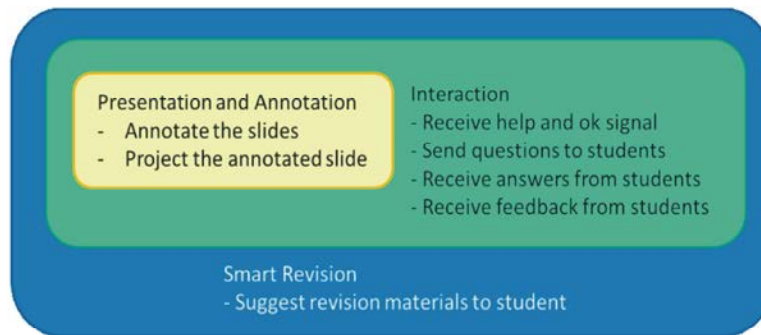 Presentation and Annotation
- Annotate the slides
- Project the annotated slide
Interaction
- Receive help and ok signal
- Send questions to students
- Receive answers from students
- Receive feedback from students
Smart Revision
- Suggest revision materials to student